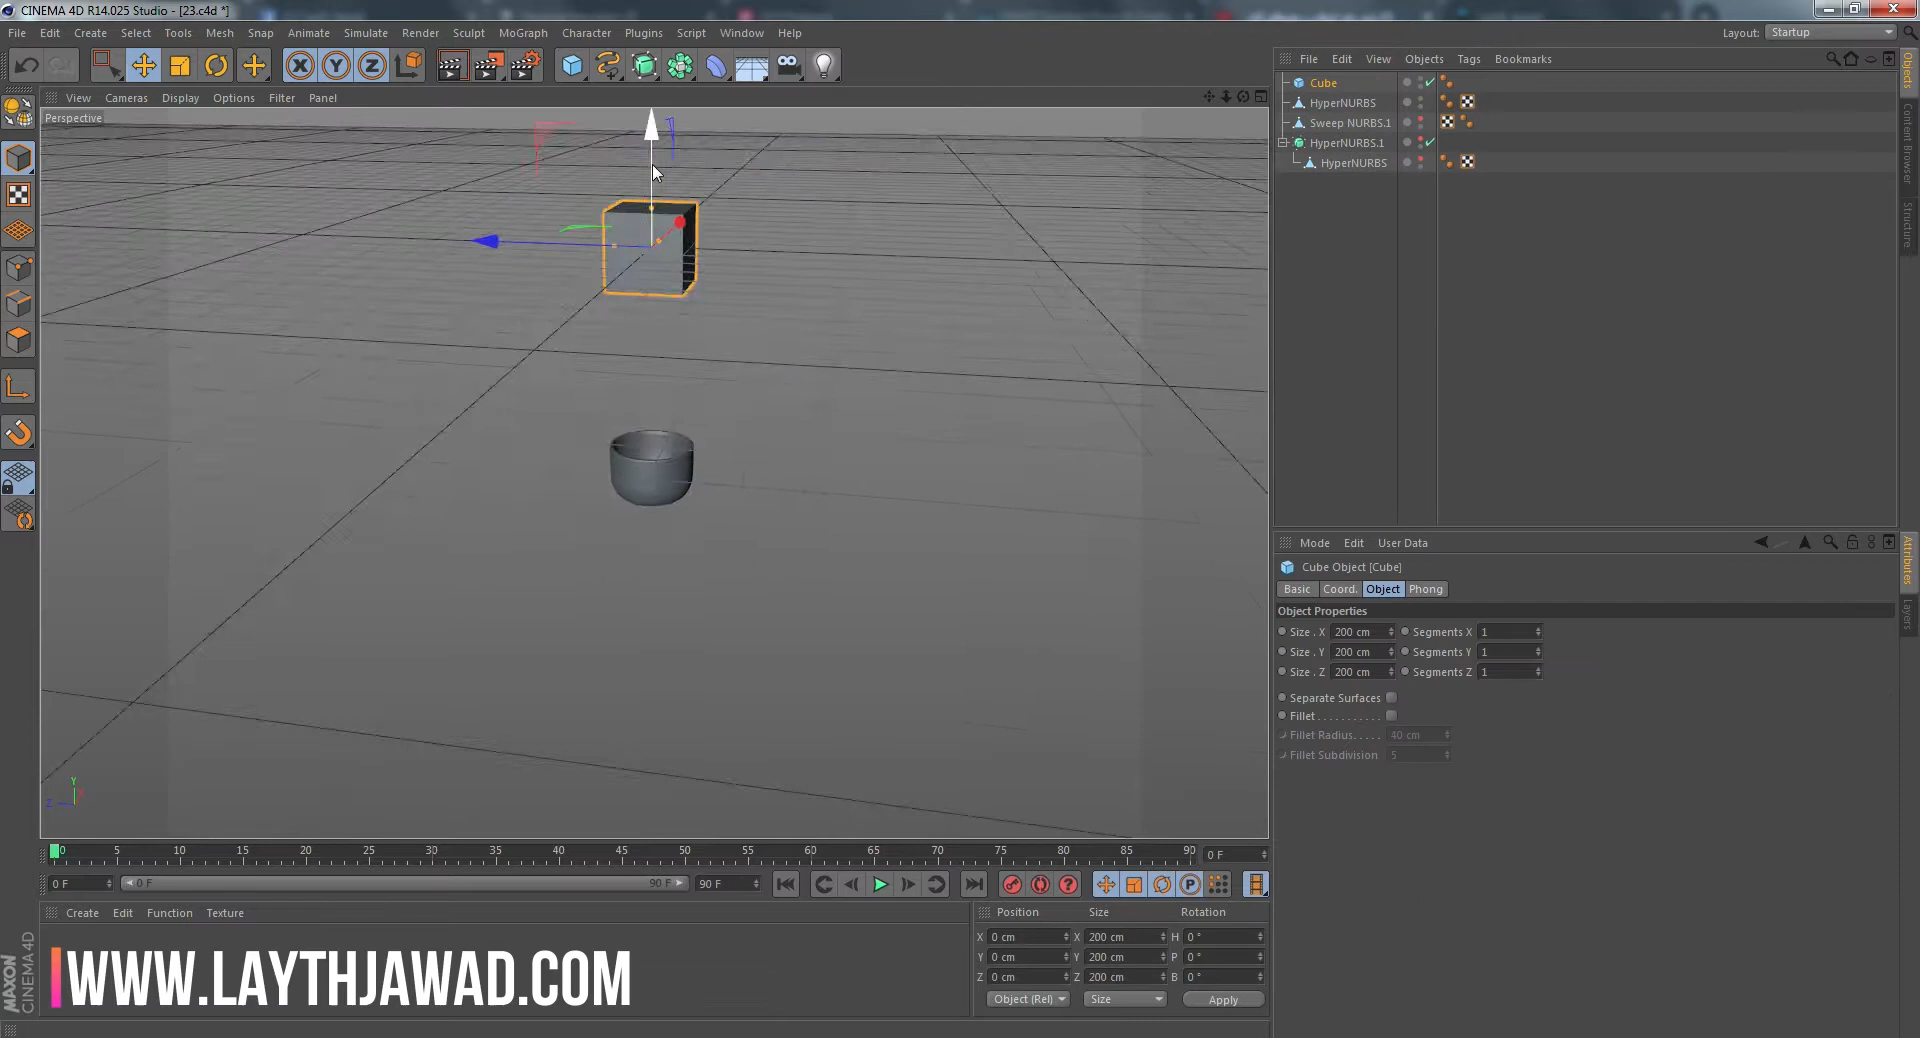 CINEMA 4D R14.025 Studio - [23.c4d *]
File Edit Create Select Tools Mesh Snap Animate Simulate Render Sculpt MoGraph Character Plugins Script Window Help
Layout: Startup
View Cameras Display Options Filter Panel
Perspective
Y
Z
File Edit View Objects Tags Bookmarks
Cube
HyperNURBS
Sweep NURBS.1
HyperNURBS.1
HyperNURBS
Objects
Content Browser
Structure
Mode Edit User Data
Cube Object [Cube]
Basic Coord. Object Phong
Object Properties
Size . X 200 cm Segments X 1
Size . Y 200 cm Segments Y 1
Size . Z 200 cm Segments Z 1
Separate Surfaces
Fillet
Fillet Radius 40 cm
Fillet Subdivision 5
Attributes
Layers
0 5 10 15 20 25 30 35 40 45 50 55 60 65 70 75 80 85 90 0 F
0 F 0 F 90 F 90 F
P
Create Edit Function Texture
Position Size Rotation
X 0 cm X 200 cm H 0 °
Y 0 cm Y 200 cm P 0 °
Z 0 cm Z 200 cm B 0 °
Object (Rel) Size Apply
MAXON
CINEMA 4D
WWW.LAYTHJAWAD.COM